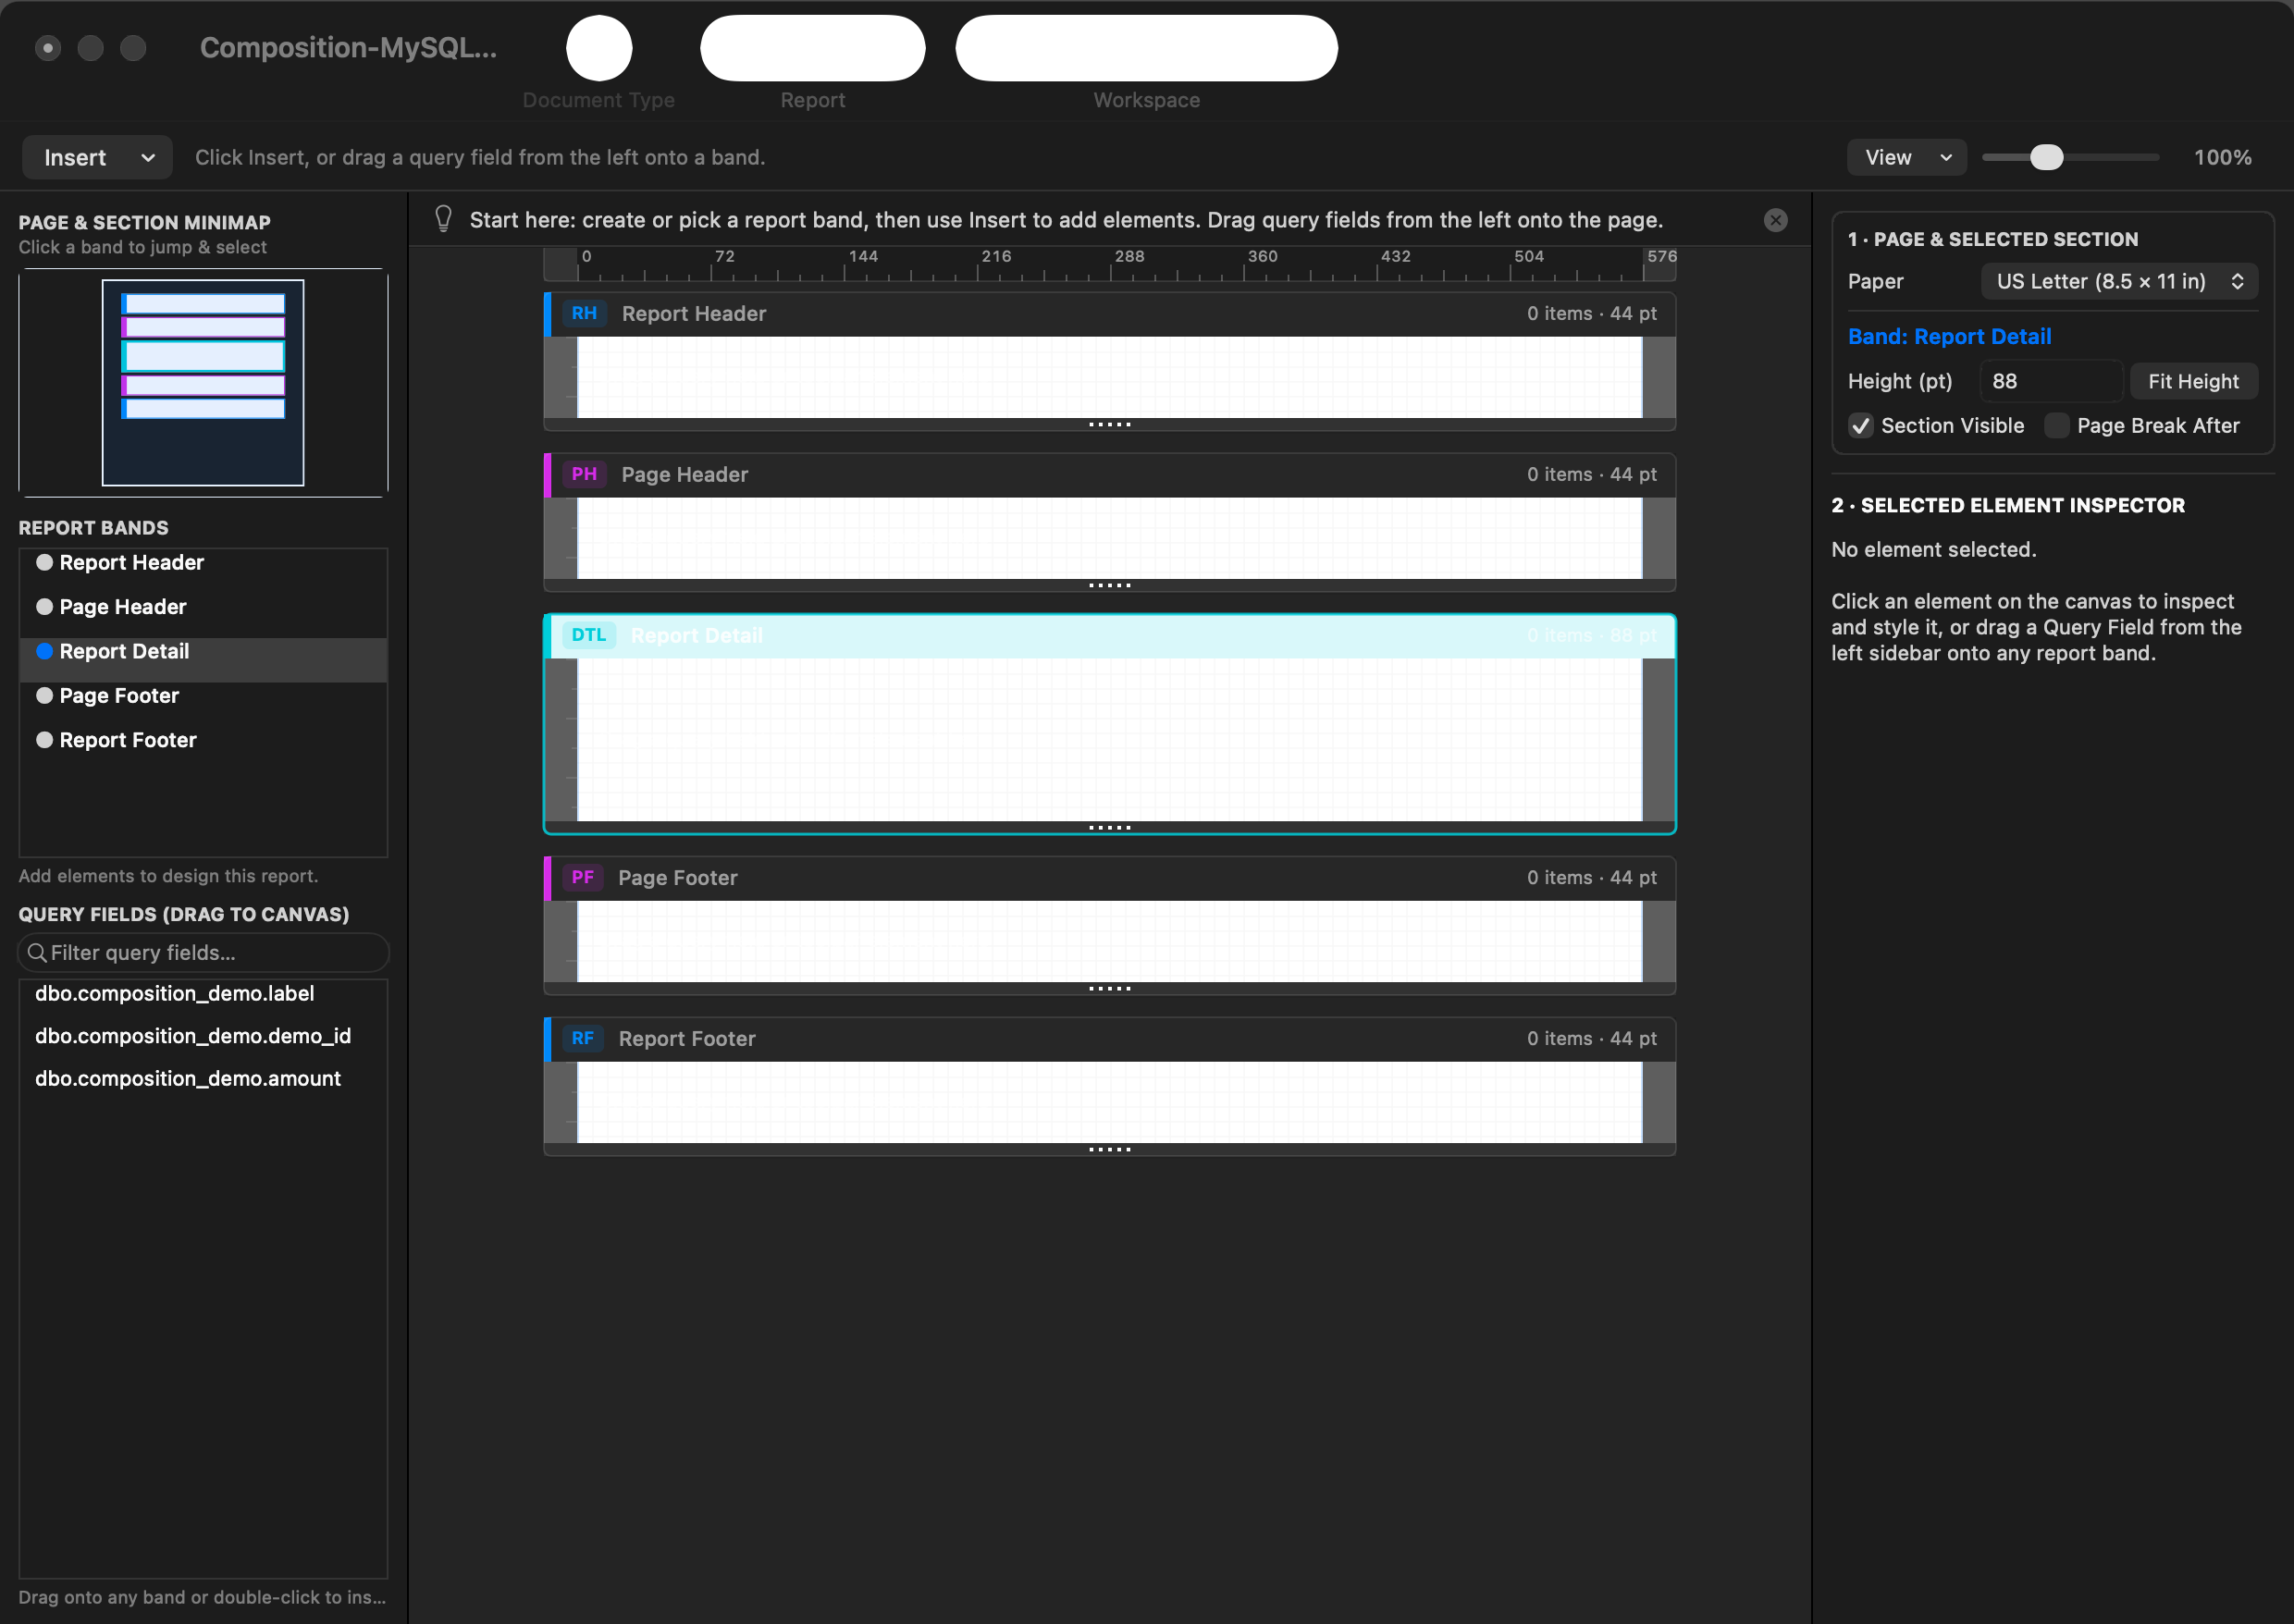 Composition-MySQL...
Document Type
Report
Workspace
Insert
Click Insert, or drag a query field from the left onto a band.
View
100%
PAGE & SECTION MINIMAP
Click a band to jump & select
REPORT BANDS
Report Header
Page Header
Report Detail
Page Footer
Report Footer
Add elements to design this report.
QUERY FIELDS (DRAG TO CANVAS)
Filter query fields...
dbo.composition_demo.label
dbo.composition_demo.demo_id
dbo.composition_demo.amount
Drag onto any band or double-click to ins...
Start here: create or pick a report band, then use Insert to add elements. Drag query fields from the left onto the page.
0 72 144 216 288 360 432 504 576
RH Report Header 0 items · 44 pt
PH Page Header 0 items · 44 pt
DTL Report Detail 0 items · 88 pt
PF Page Footer 0 items · 44 pt
RF Report Footer 0 items · 44 pt
1 · PAGE & SELECTED SECTION
Paper US Letter (8.5 × 11 in)
Band: Report Detail
Height (pt) 88 Fit Height
Section Visible Page Break After
2 · SELECTED ELEMENT INSPECTOR
No element selected.
Click an element on the canvas to inspect
and style it, or drag a Query Field from the
left sidebar onto any report band.